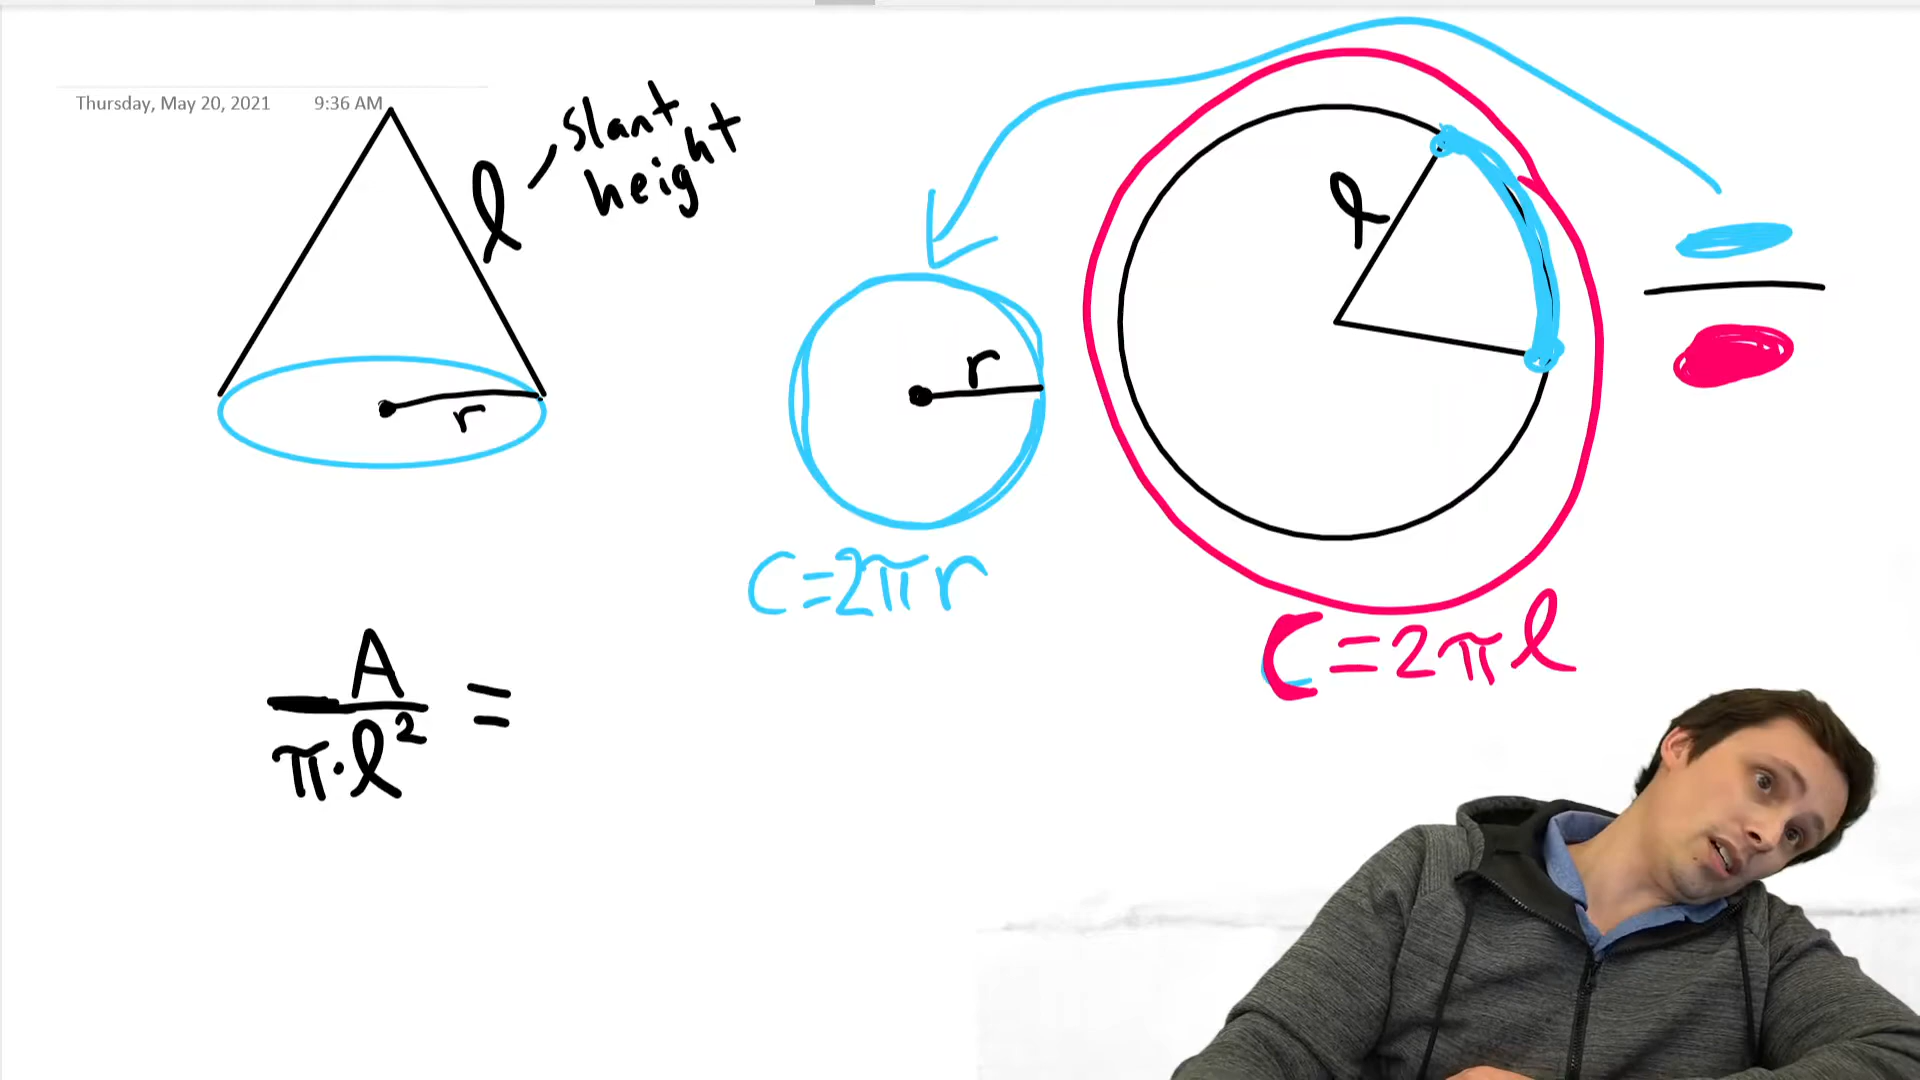 Thursday, May 20, 2021 9:36 AM
l
slant
height
r
r
l
C=2πr
C=2πl
A
π·l² =